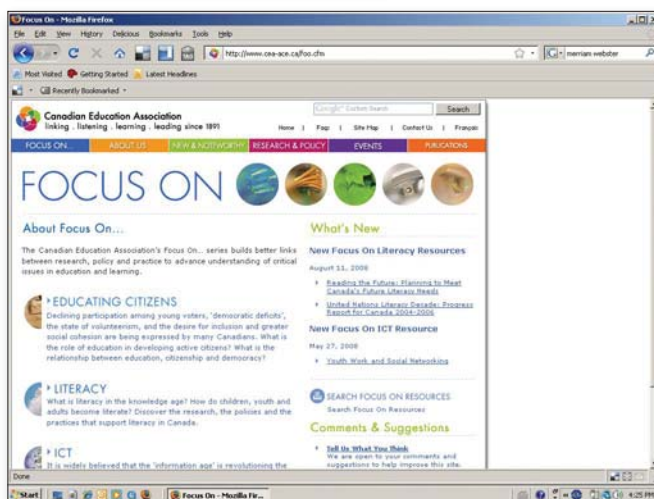 Focus On - Mozilla Firefox
File Edit View History Delicious Bookmarks Tools Help
http://www.cea-ace.ca/foo.cfm
merriam webster
Most Visited Getting Started Latest Headlines
Recently Bookmarked
Canadian Education Association
linking . listening . learning . leading since 1891
Search
Home | Faqs | Site Map | Contact Us | Français
FOCUS ON... ABOUT US NEW & NOTEWORTHY RESEARCH & POLICY EVENTS PUBLICATIONS
FOCUS ON
About Focus On...
The Canadian Education Association's Focus On... series builds better links
between research, policy and practice to advance understanding of critical
issues in education and learning.
EDUCATING CITIZENS
Declining participation among young voters, 'democratic deficits',
the state of volunteerism, and the desire for inclusion and greater
social cohesion are being expressed by many Canadians. What is
the role of education in developing active citizens? What is the
relationship between education, citizenship and democracy?
LITERACY
What is literacy in the knowledge age? How do children, youth and
adults become literate? Discover the research, the policies and the
practices that support literacy in Canada.
ICT
It is widely believed that the 'information age' is revolutionizing the
What's New
New Focus On Literacy Resources
August 11, 2008
Reading the Future: Planning to Meet
Canada's Future Literacy Needs
United Nations Literacy Decade: Progress
Report for Canada 2004-2006
New Focus On ICT Resource
May 27, 2008
Youth Work and Social Networking
SEARCH FOCUS ON RESOURCES
Search Focus On Resources
Comments & Suggestions
Tell Us What You Think
We are open to your comments and
suggestions to help improve this site.
Done
Start
Focus On - Mozilla Fir...
4:25 PM